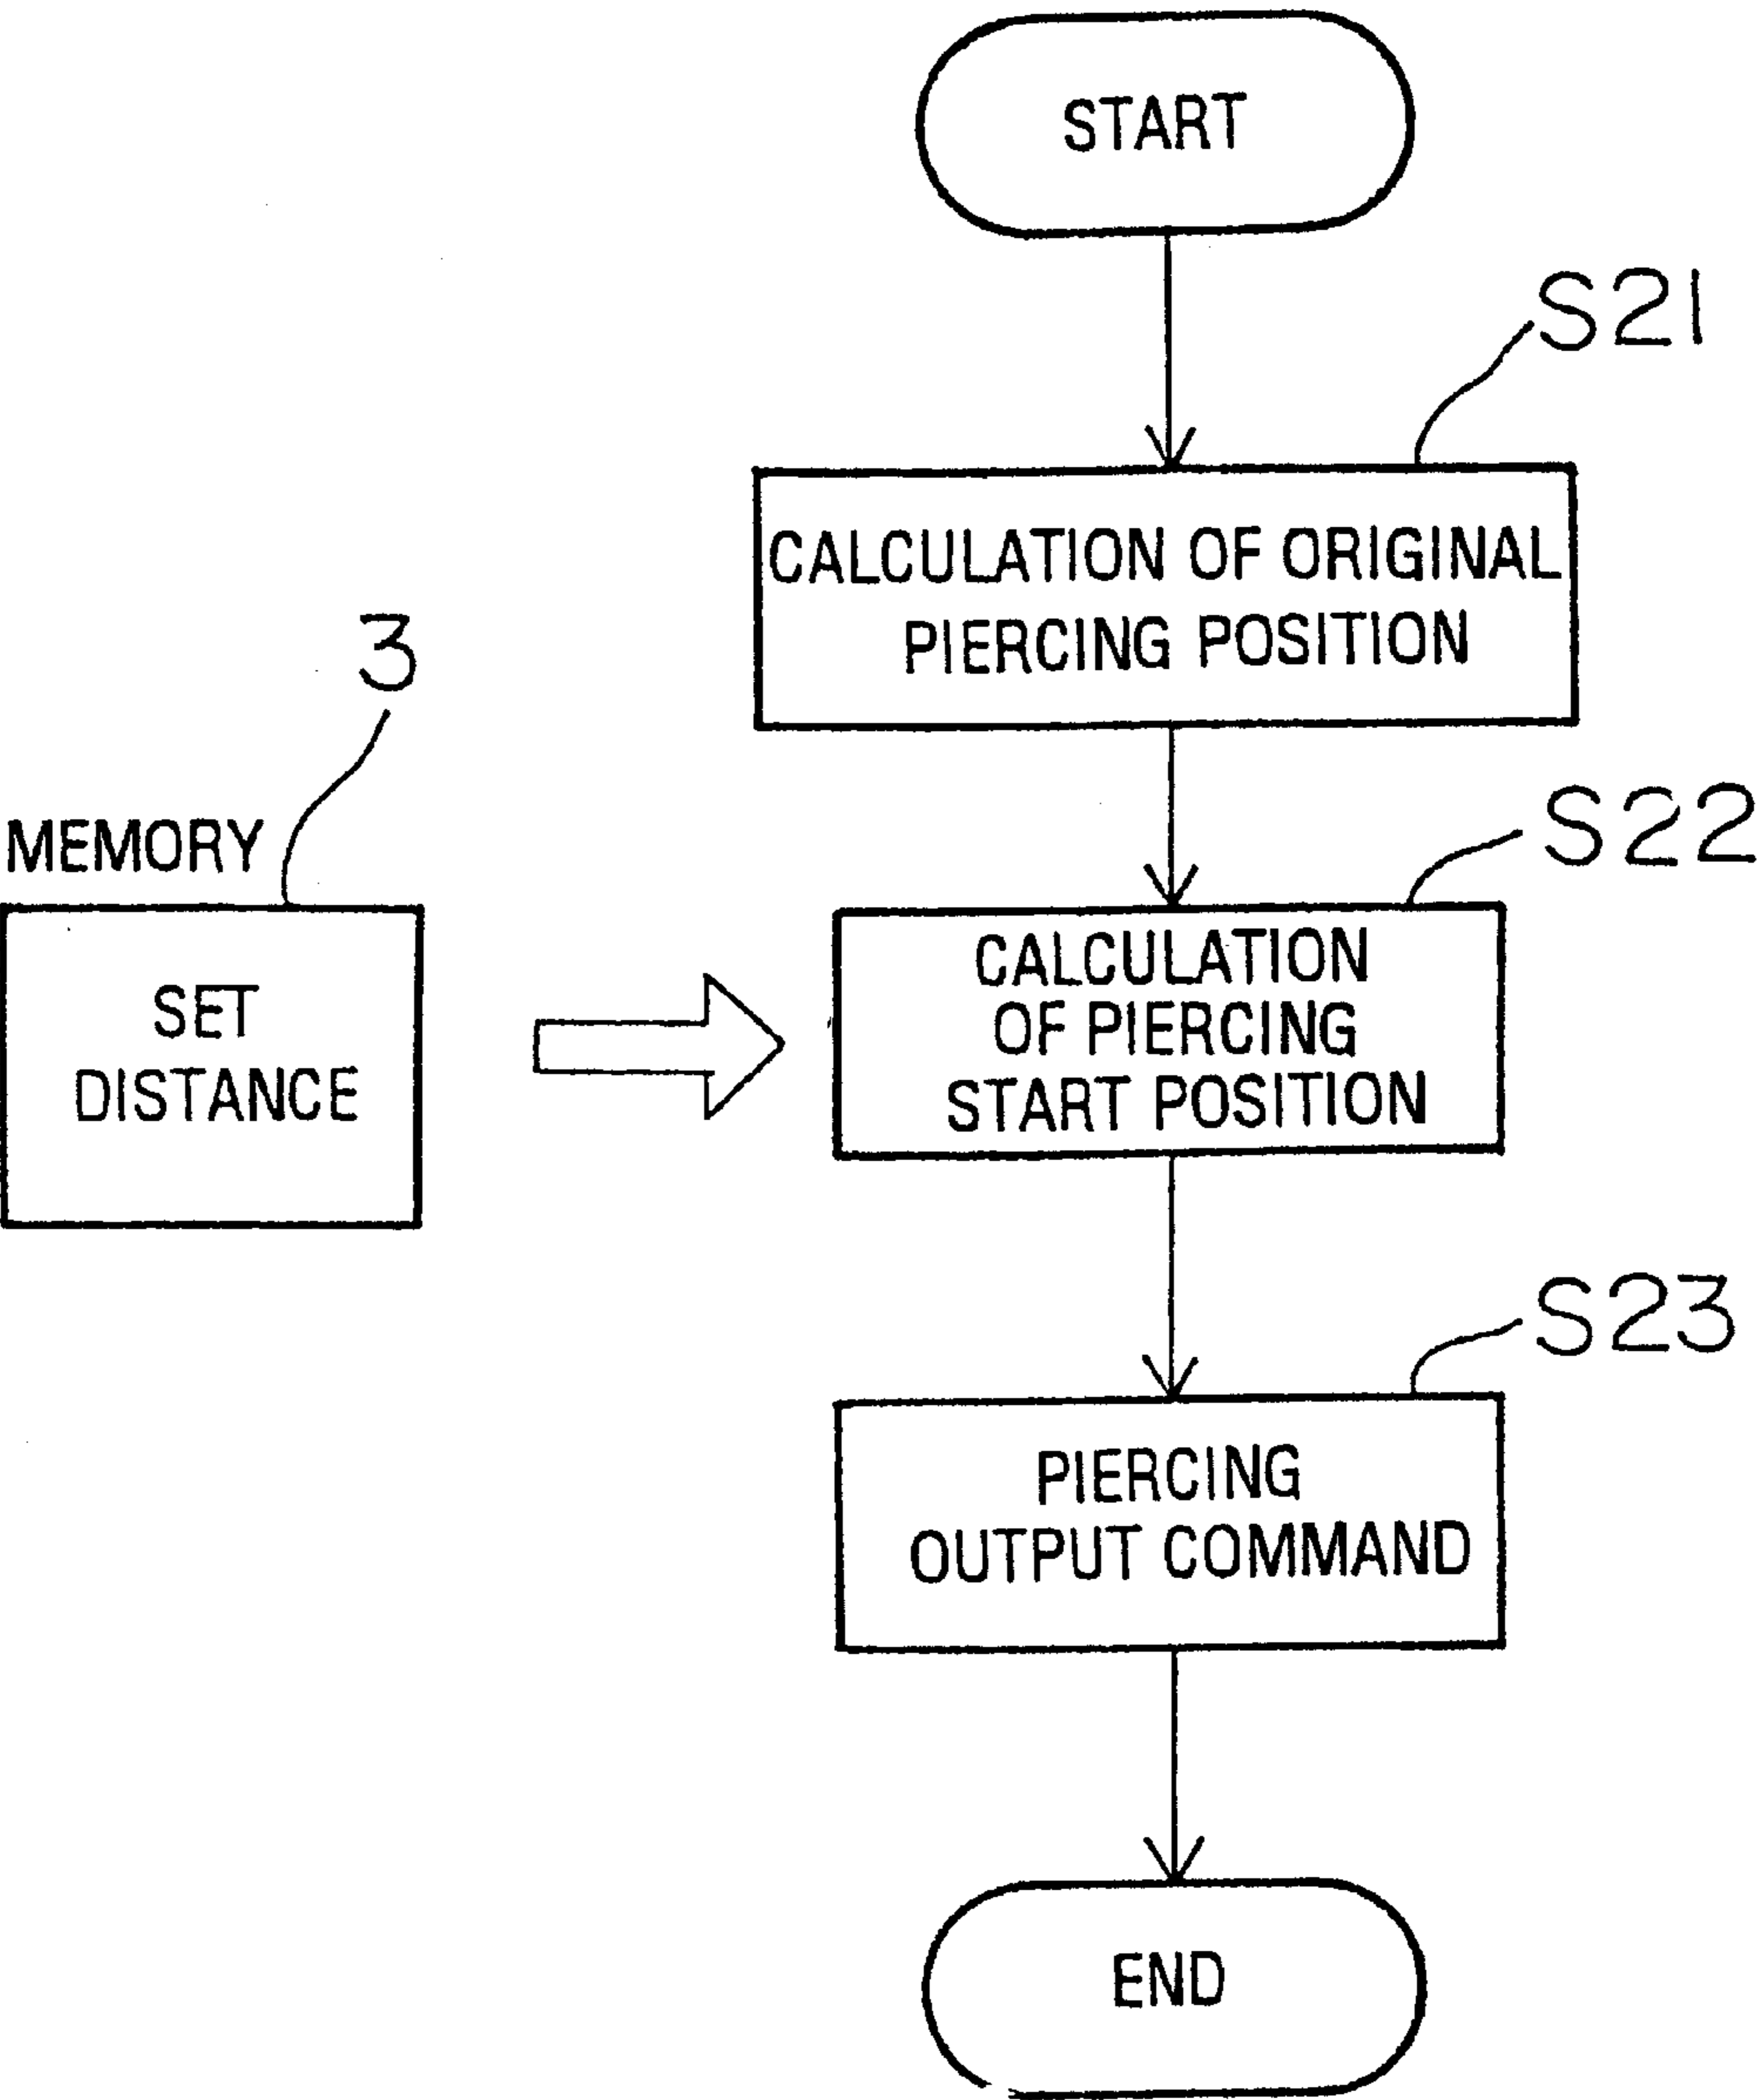 START
S21
CALCULATION OF ORIGINAL
PIERCING POSITION
3
MEMORY
SET
DISTANCE
S22
CALCULATION
OF PIERCING
START POSITION
S23
PIERCING
OUTPUT COMMAND
END